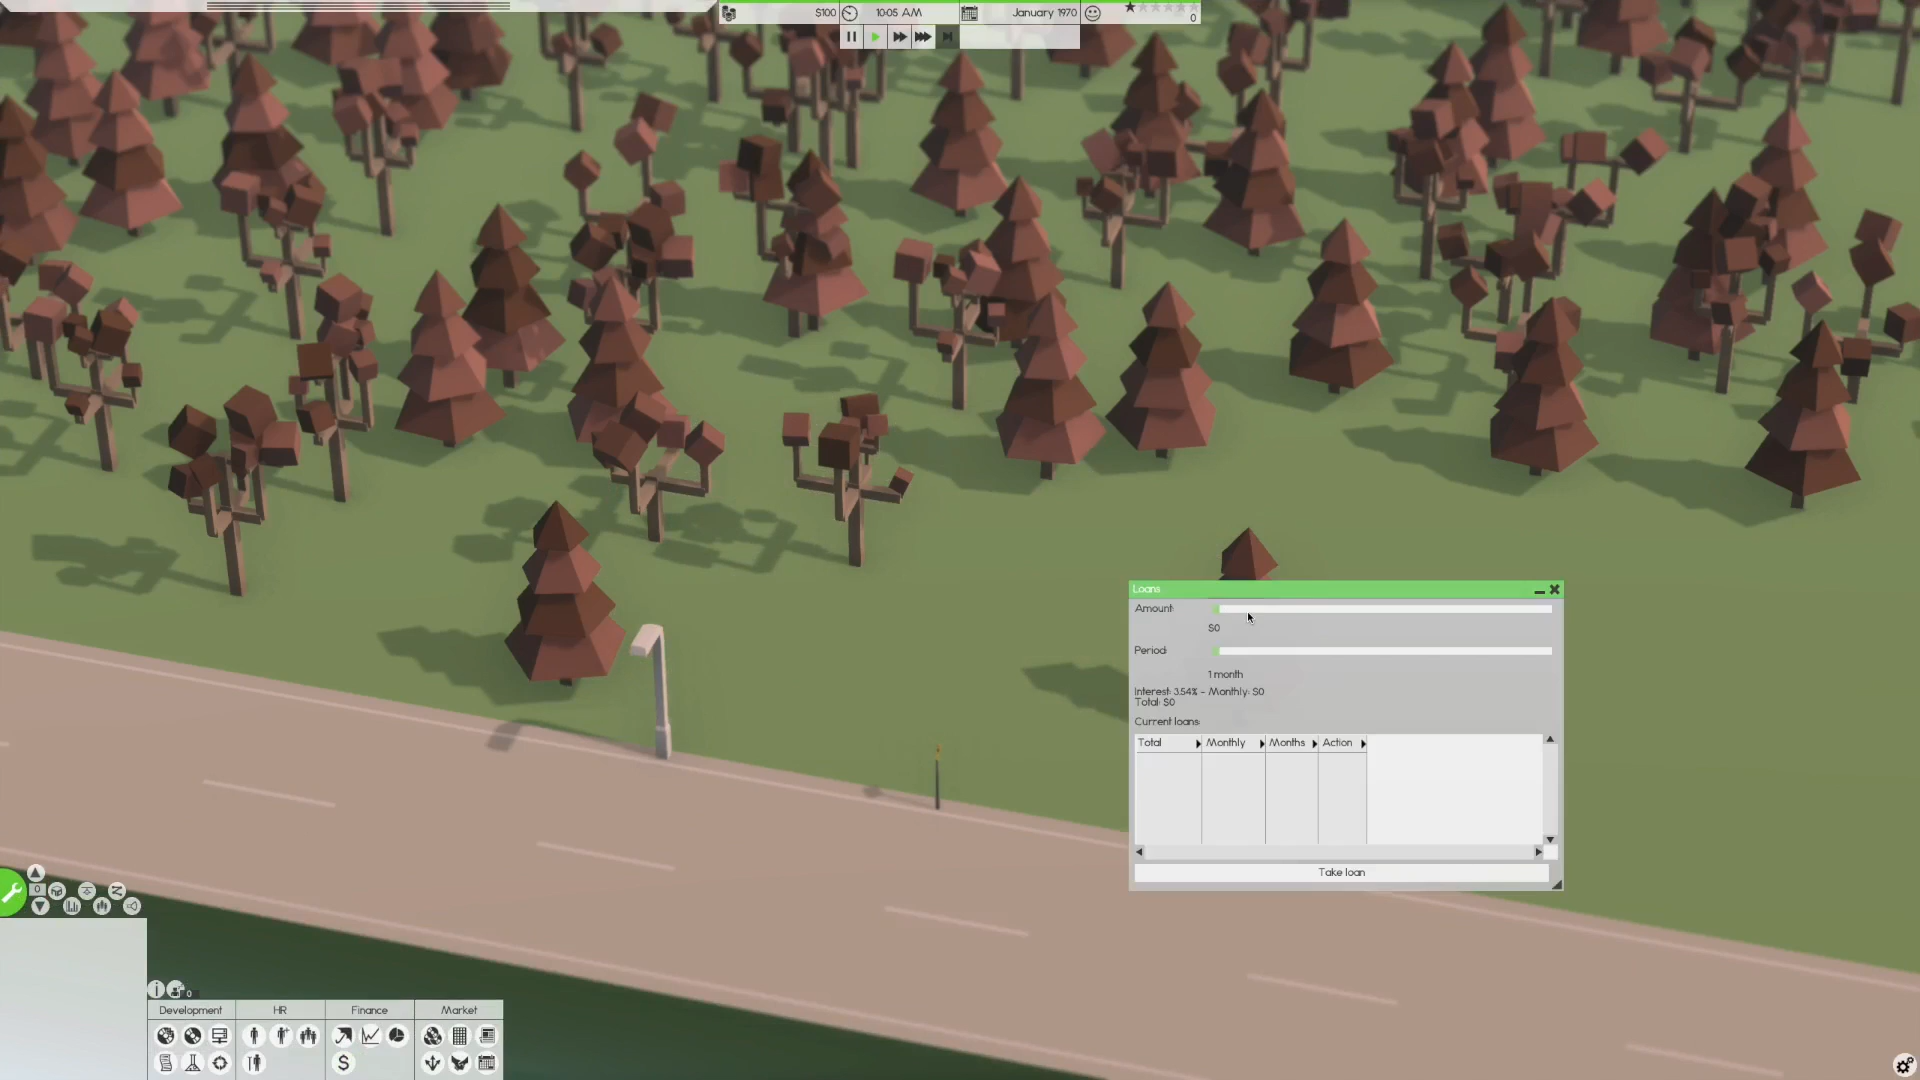 $100
10:05 AM
January 1970
0
Loans
Amount:
$0
Period:
1 month
Interest: 3.54% - Monthly: $0
Total: $0
Current loans:
Total Monthly Months Action
Take loan
0
0
Development HR Finance Market